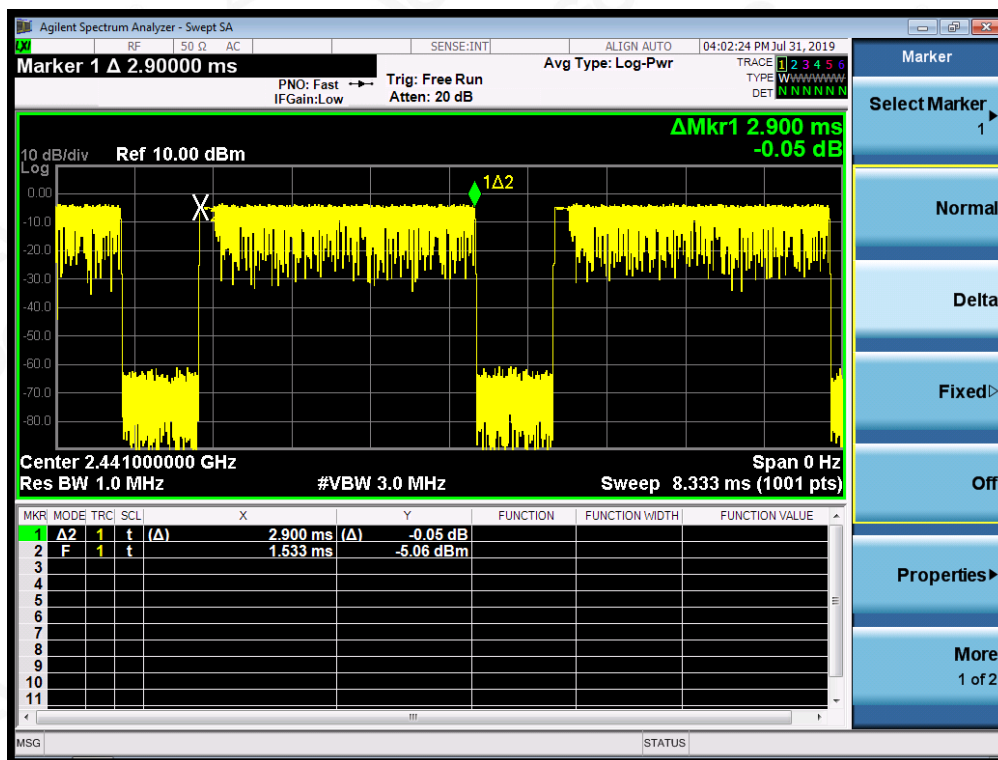 Agilent Spectrum Analyzer - Swept SA
LXI RF 50 Ω AC SENSE:INT ALIGN AUTO 04:02:24 PM Jul 31, 2019
Marker 1 Δ 2.90000 ms
PNO: Fast
IFGain:Low
Trig: Free Run
Atten: 20 dB
Avg Type: Log-Pwr
TRACE 1 2 3 4 5 6
TYPE WWWWWW
DET N N N N N N
ΔMkr1 2.900 ms
-0.05 dB
10 dB/div Ref 10.00 dBm
Log
0.00
-10.0
-20.0
-30.0
-40.0
-50.0
-60.0
-70.0
-80.0
X2
1Δ2
Center 2.441000000 GHz Span 0 Hz
Res BW 1.0 MHz #VBW 3.0 MHz Sweep 8.333 ms (1001 pts)
MKR MODE TRC SCL X Y FUNCTION FUNCTION WIDTH FUNCTION VALUE
1 Δ2 1 t (Δ) 2.900 ms (Δ) -0.05 dB
2 F 1 t 1.533 ms -5.06 dBm
3
4
5
6
7
8
9
10
11
MSG STATUS
Marker
Select Marker
1
Normal
Delta
Fixed
Off
Properties
More
1 of 2